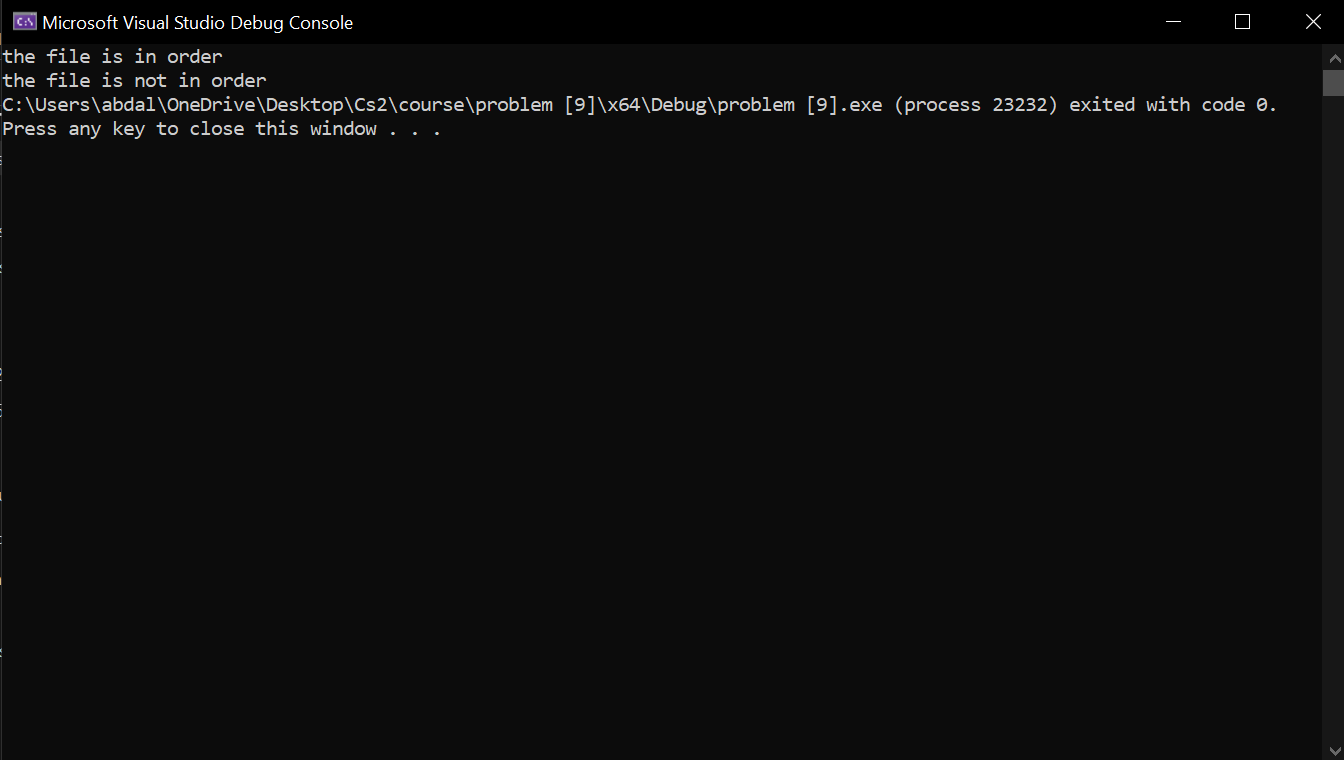 Microsoft Visual Studio Debug Console
the file is in order
the file is not in order
C:\Users\abdal\OneDrive\Desktop\Cs2\course\problem [9]\x64\Debug\problem [9].exe (process 23232) exited with code 0.
Press any key to close this window . . .